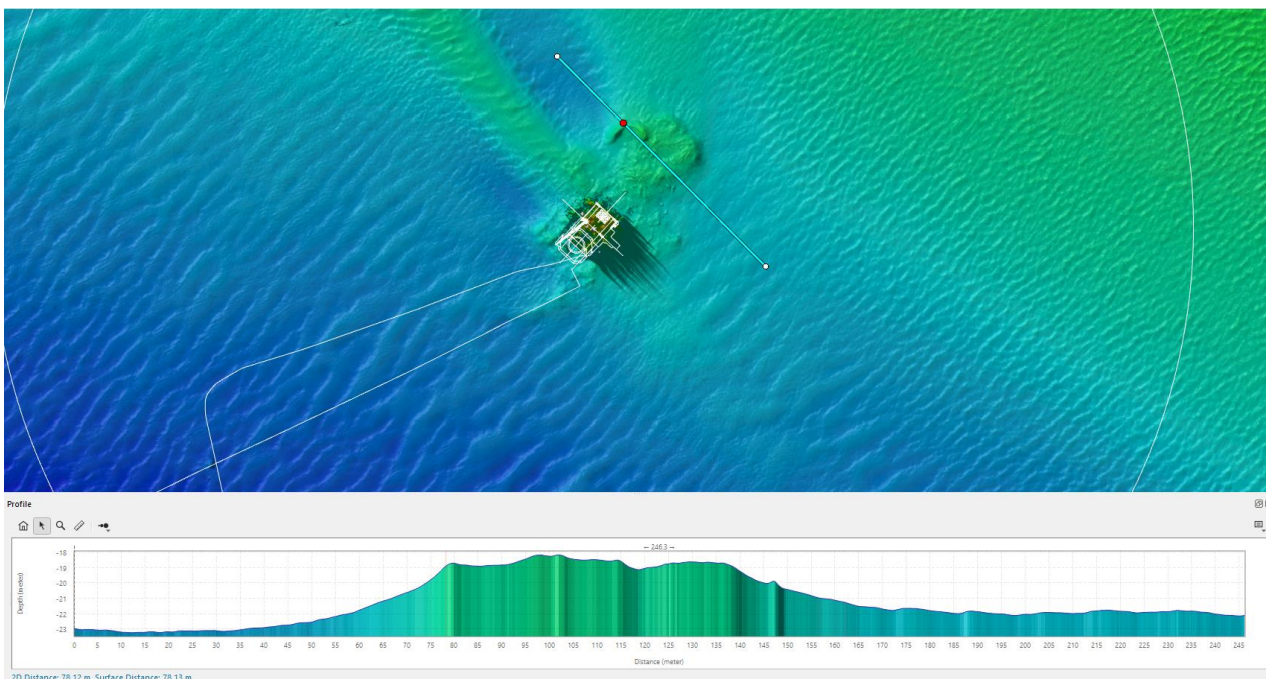 Profile
← 246.3 →
-18
-19
-20
-21
-22
-23
Depth (meter)
0 5 10 15 20 25 30 35 40 45 50 55 60 65 70 75 80 85 90 95 100 105 110 115 120 125 130 135 140 145 150 155 160 165 170 175 180 185 190 195 200 205 210 215 220 225 230 235 240 245
Distance (meter)
2D Distance: 78.12 m, Surface Distance: 78.13 m